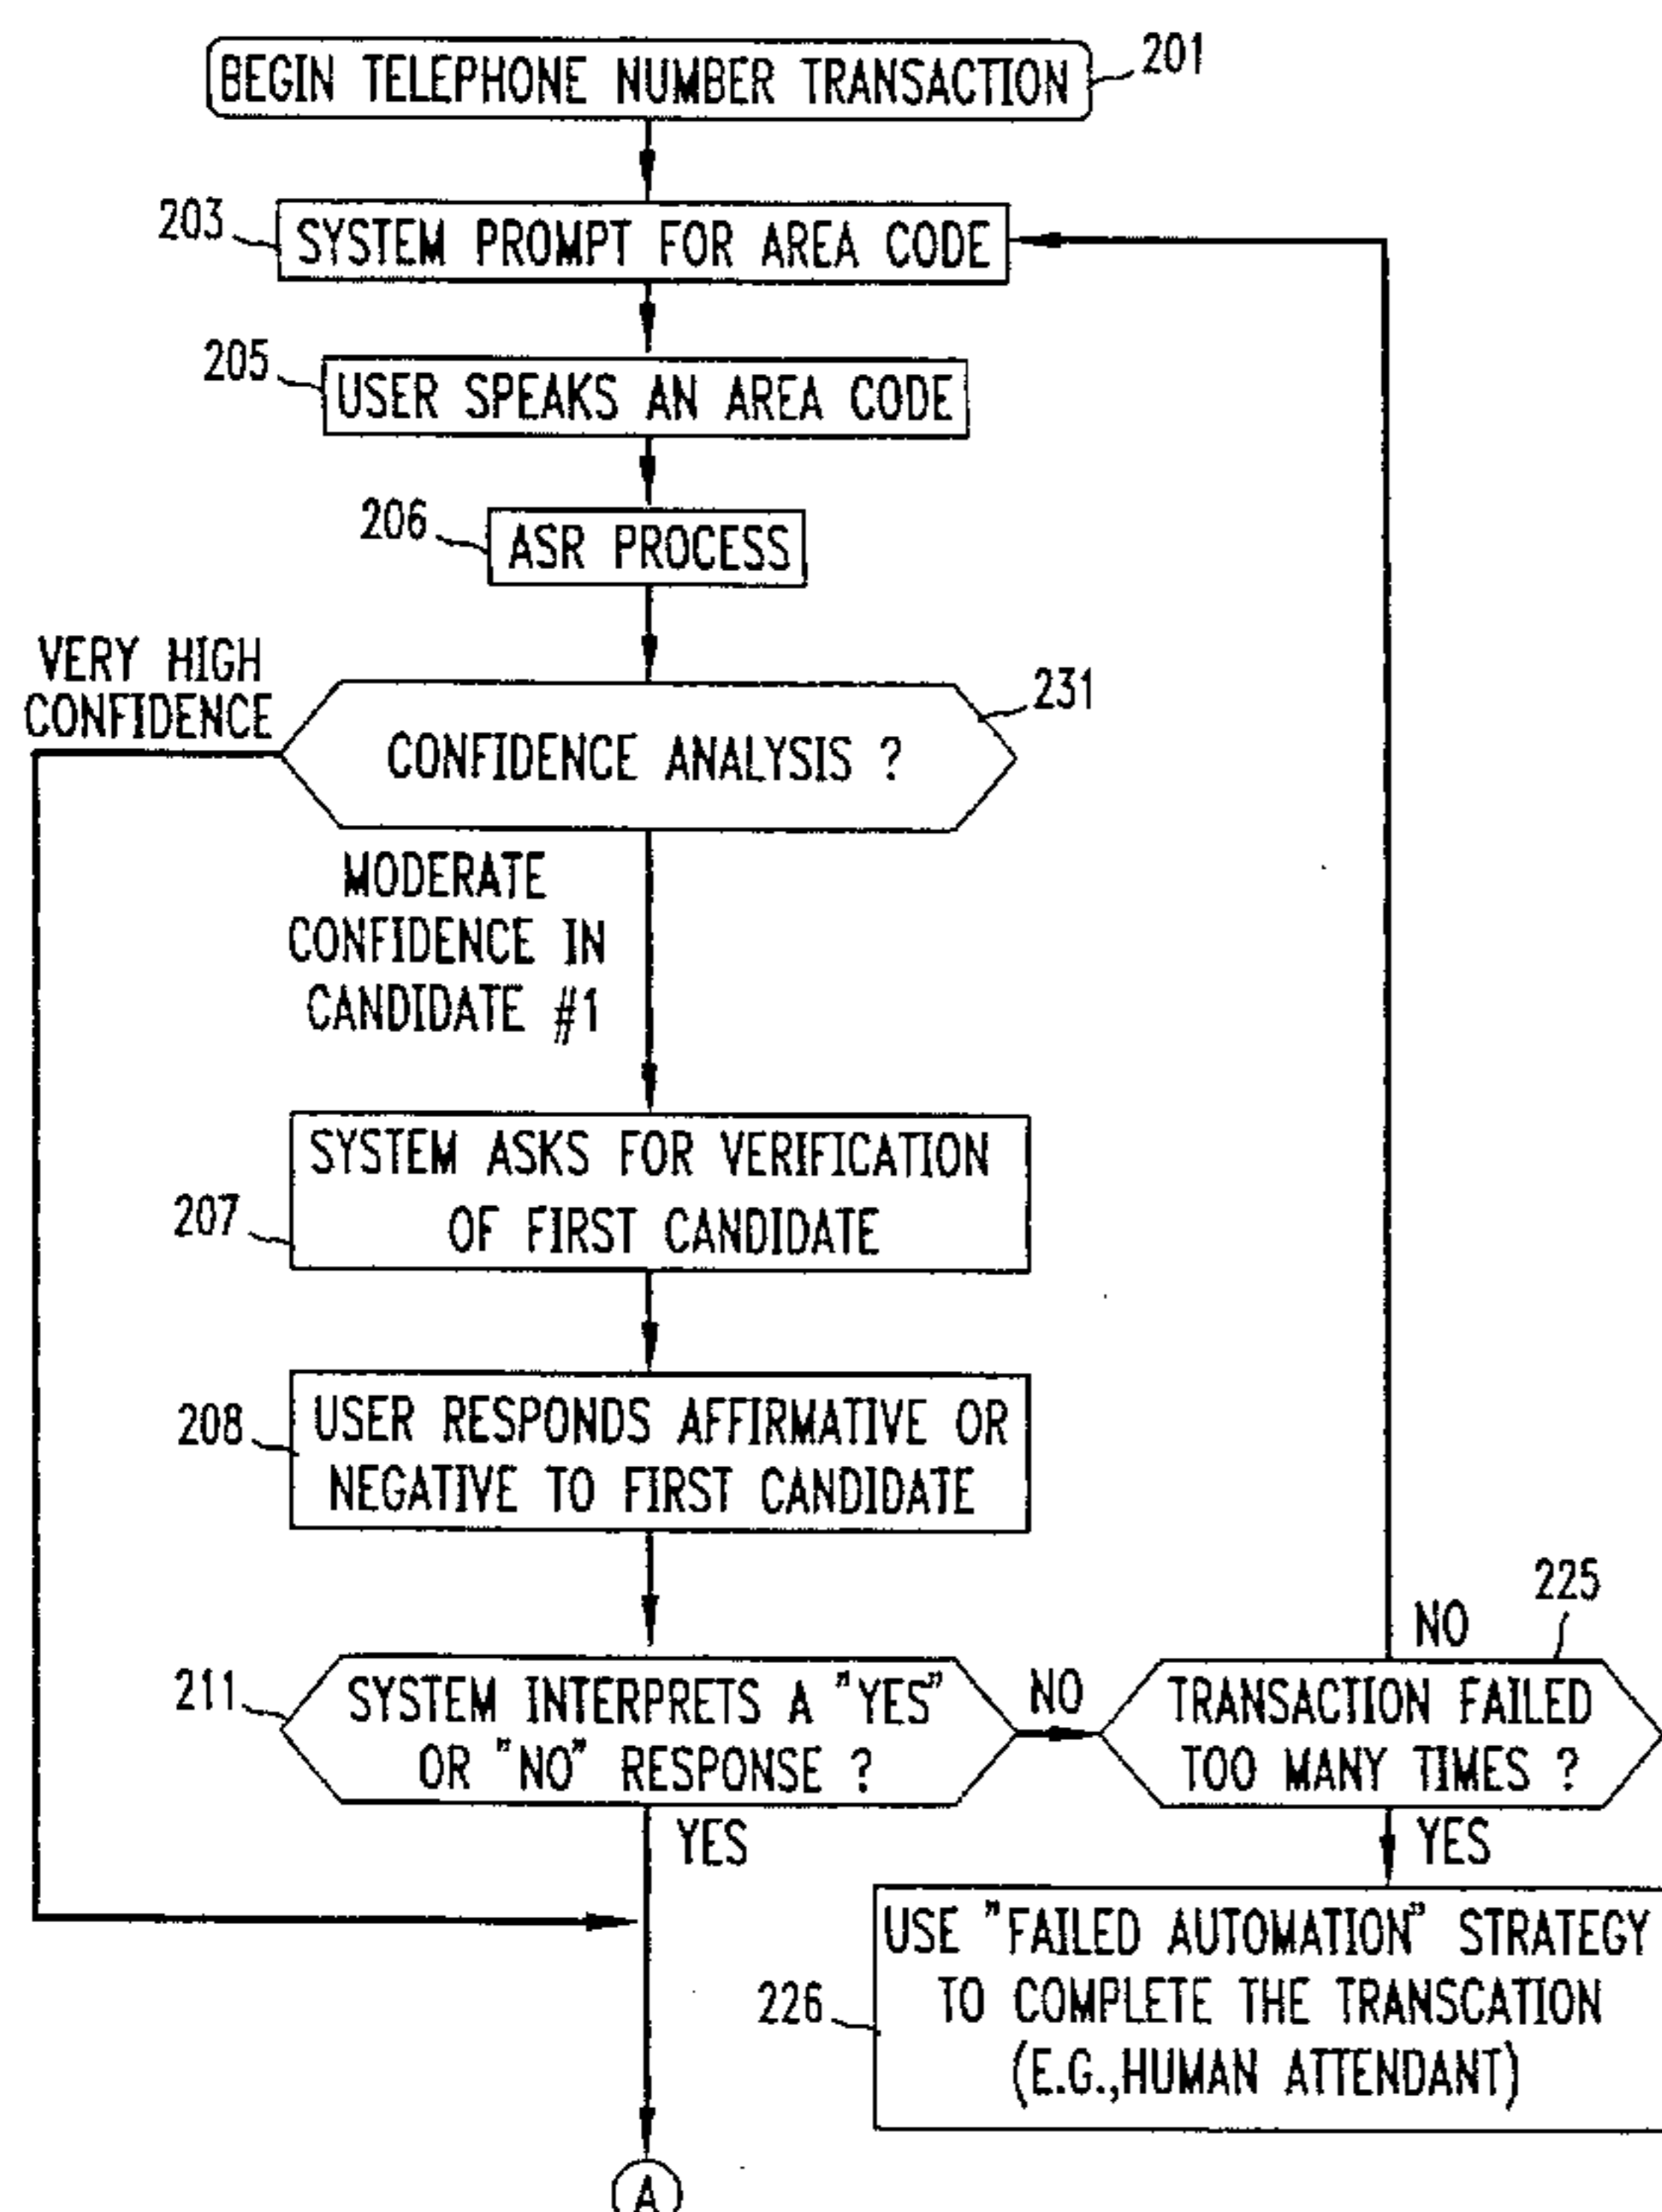 BEGIN TELEPHONE NUMBER TRANSACTION
201
203
SYSTEM PROMPT FOR AREA CODE
205
USER SPEAKS AN AREA CODE
206
ASR PROCESS
VERY HIGH
CONFIDENCE
231
CONFIDENCE ANALYSIS ?
MODERATE
CONFIDENCE IN
CANDIDATE #1
SYSTEM ASKS FOR VERIFICATION
OF FIRST CANDIDATE
207
208
USER RESPONDS AFFIRMATIVE OR
NEGATIVE TO FIRST CANDIDATE
211
SYSTEM INTERPRETS A "YES"
OR "NO" RESPONSE ?
NO
225
NO
TRANSACTION FAILED
TOO MANY TIMES ?
YES
YES
USE "FAILED AUTOMATION" STRATEGY
TO COMPLETE THE TRANSCATION
(E.G.,HUMAN ATTENDANT)
226
A